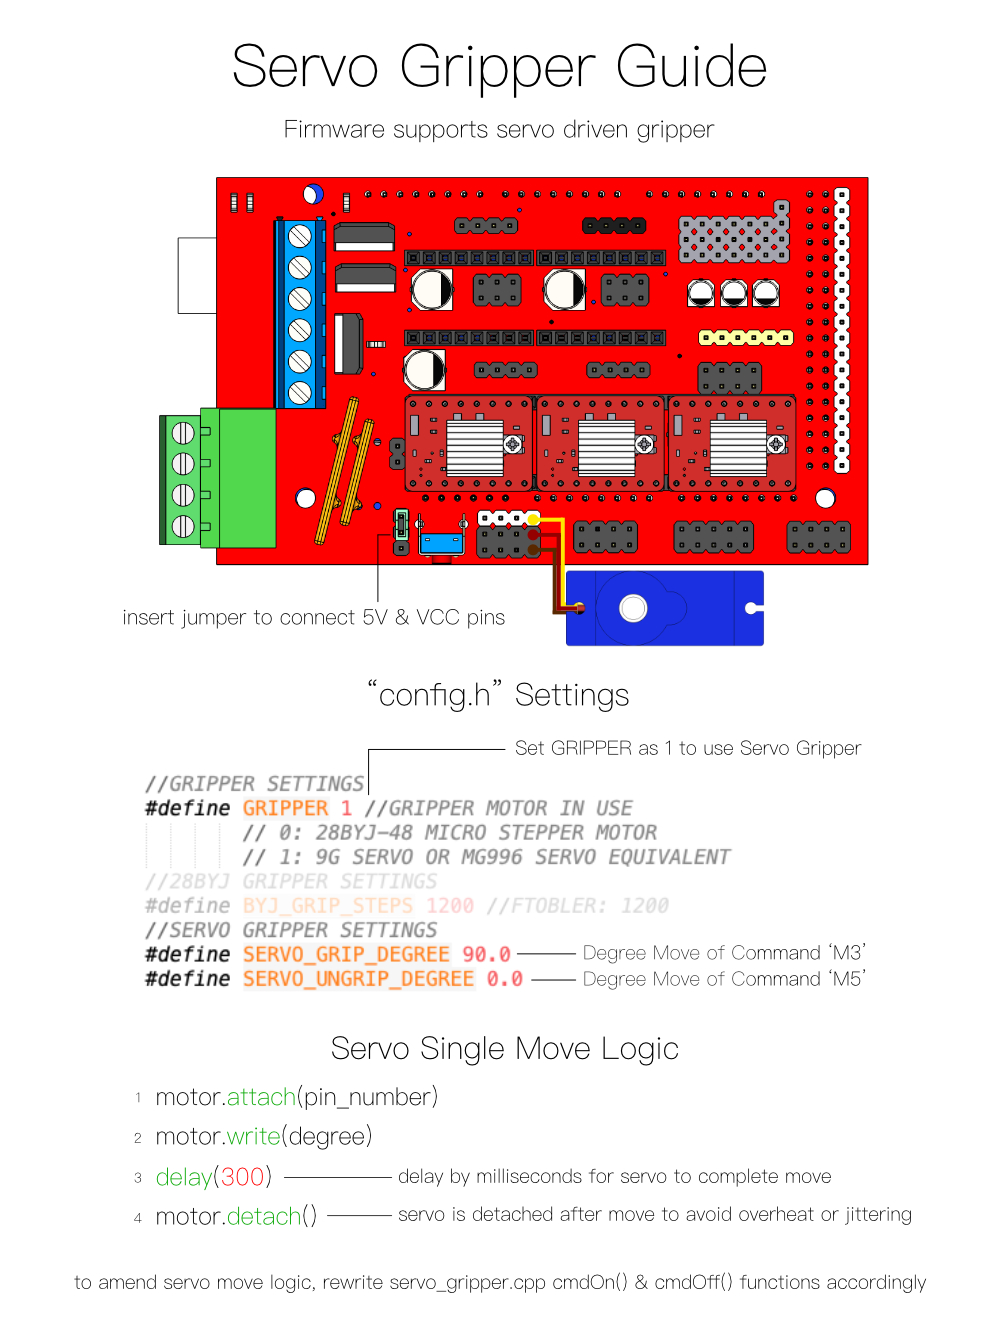 Servo Gripper Guide
Firmware supports servo driven gripper
insert jumper to connect 5V & VCC pins
“config.h” Settings
Set GRIPPER as 1 to use Servo Gripper
//GRIPPER SETTINGS
#define GRIPPER 1 //GRIPPER MOTOR IN USE
// 0: 28BYJ-48 MICRO STEPPER MOTOR
// 1: 9G SERVO OR MG996 SERVO EQUIVALENT
//28BYJ GRIPPER SETTINGS
#define BYJ_GRIP_STEPS 1200 //FTOBLER: 1200
//SERVO GRIPPER SETTINGS
#define SERVO_GRIP_DEGREE 90.0 Degree Move of Command ‘M3’
#define SERVO_UNGRIP_DEGREE 0.0 Degree Move of Command ‘M5’
Servo Single Move Logic
1 motor.attach(pin_number)
2 motor.write(degree)
3 delay(300) delay by milliseconds for servo to complete move
4 motor.detach() servo is detached after move to avoid overheat or jittering
to amend servo move logic, rewrite servo_gripper.cpp cmdOn() & cmdOff() functions accordingly